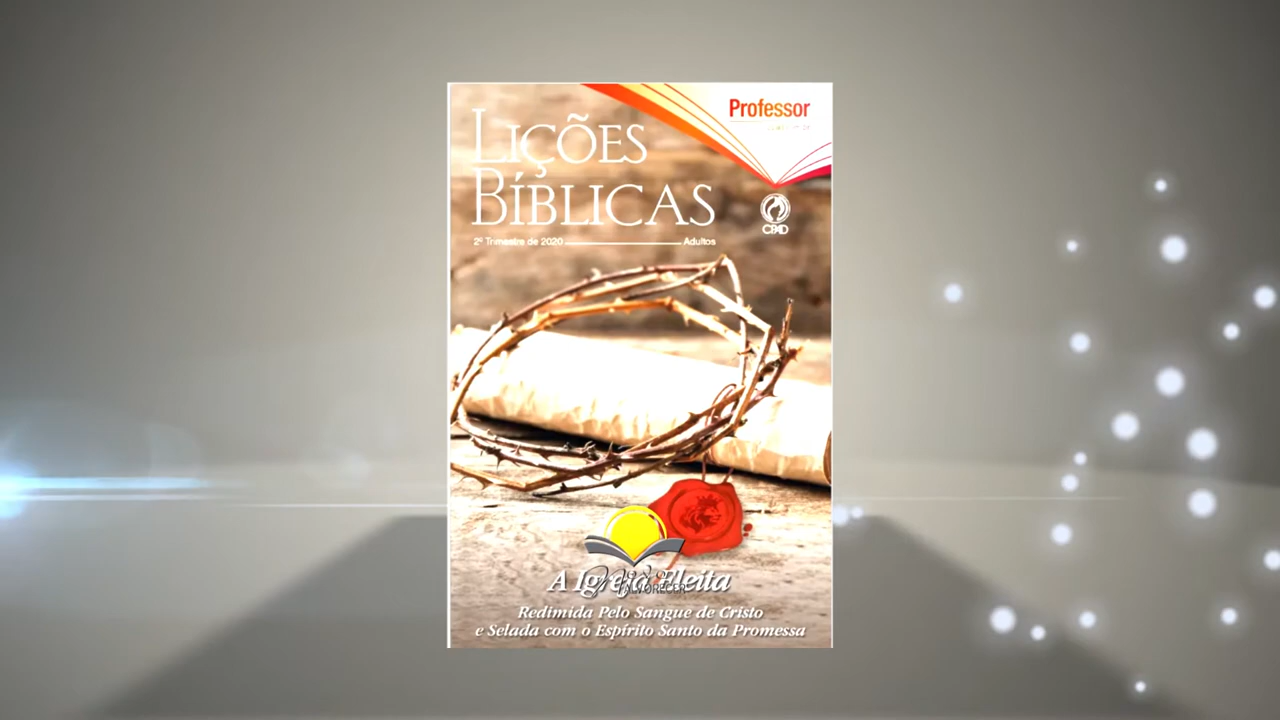 Professor
LIÇÕES
BÍBLICAS
CPAD
2º Trimestre de 2020 Adultos
A Igreja Eleita
ALVORECER
Redimida Pelo Sangue de Cristo
e Selada com o Espírito Santo da Promessa